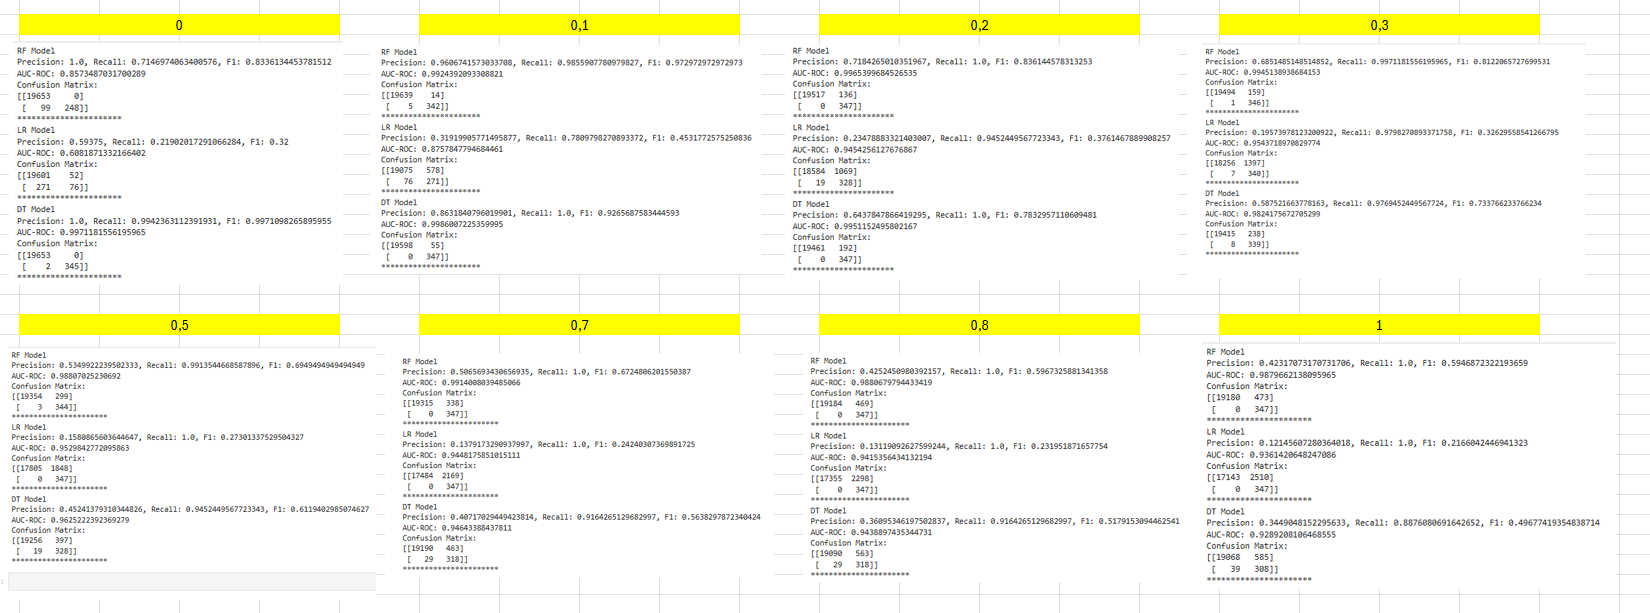 0
RF Model
Precision: 1.0, Recall: 0.7146974063400576, F1: 0.8336134453781512
AUC-ROC: 0.8573487031700289
Confusion Matrix:
[[19653 0]
[ 99 248]]
**********************
LR Model
Precision: 0.59375, Recall: 0.21902017291066284, F1: 0.32
AUC-ROC: 0.6081871332166402
Confusion Matrix:
[[19601 52]
[ 271 76]]
**********************
DT Model
Precision: 1.0, Recall: 0.9942363112391931, F1: 0.9971098265895955
AUC-ROC: 0.9971181556195965
Confusion Matrix:
[[19653 0]
[ 2 345]]
**********************
0,1
RF Model
Precision: 0.9606741573033708, Recall: 0.9855907780979827, F1: 0.972972972972973
AUC-ROC: 0.9924392093308821
Confusion Matrix:
[[19639 14]
[ 5 342]]
**********************
LR Model
Precision: 0.31919905771495877, Recall: 0.7809798270893372, F1: 0.4531772575250836
AUC-ROC: 0.8757847794684461
Confusion Matrix:
[[19075 578]
[ 76 271]]
**********************
DT Model
Precision: 0.8631840796019901, Recall: 1.0, F1: 0.9265687583444593
AUC-ROC: 0.9986007225359995
Confusion Matrix:
[[19598 55]
[ 0 347]]
**********************
0,2
RF Model
Precision: 0.7184265010351967, Recall: 1.0, F1: 0.836144578313253
AUC-ROC: 0.9965399684526535
Confusion Matrix:
[[19517 136]
[ 0 347]]
**********************
LR Model
Precision: 0.23478883321403007, Recall: 0.9452449567723343, F1: 0.3761467889908257
AUC-ROC: 0.9454256127676867
Confusion Matrix:
[[18584 1069]
[ 19 328]]
**********************
DT Model
Precision: 0.6437847866419295, Recall: 1.0, F1: 0.7832957110609481
AUC-ROC: 0.9951152495802167
Confusion Matrix:
[[19461 192]
[ 0 347]]
**********************
0,3
RF Model
Precision: 0.6851485148514852, Recall: 0.9971181556195965, F1: 0.8122065727699531
AUC-ROC: 0.9945138938684153
Confusion Matrix:
[[19494 159]
[ 1 346]]
**********************
LR Model
Precision: 0.19573978123200922, Recall: 0.9798270893371758, F1: 0.32629558541266795
AUC-ROC: 0.9543718970829774
Confusion Matrix:
[[18256 1397]
[ 7 340]]
**********************
DT Model
Precision: 0.587521663778163, Recall: 0.9769452449567724, F1: 0.733766233766234
AUC-ROC: 0.9824175672705299
Confusion Matrix:
[[19415 238]
[ 8 339]]
**********************
0,5
RF Model
Precision: 0.5349922239502333, Recall: 0.9913544668587896, F1: 0.6949494949494949
AUC-ROC: 0.98807025230692
Confusion Matrix:
[[19354 299]
[ 3 344]]
**********************
LR Model
Precision: 0.1580865603644647, Recall: 1.0, F1: 0.27301337529504327
AUC-ROC: 0.9529842772095863
Confusion Matrix:
[[17805 1848]
[ 0 347]]
**********************
DT Model
Precision: 0.45241379310344826, Recall: 0.9452449567723343, F1: 0.6119402985074627
AUC-ROC: 0.9625222392369279
Confusion Matrix:
[[19256 397]
[ 19 328]]
**********************
0,7
RF Model
Precision: 0.5065693430656935, Recall: 1.0, F1: 0.6724806201550387
AUC-ROC: 0.9914008039485066
Confusion Matrix:
[[19315 338]
[ 0 347]]
**********************
LR Model
Precision: 0.1379173290937997, Recall: 1.0, F1: 0.24240307369891725
AUC-ROC: 0.9448175851015111
Confusion Matrix:
[[17484 2169]
[ 0 347]]
**********************
DT Model
Precision: 0.40717029449423814, Recall: 0.9164265129682997, F1: 0.5638297872340424
AUC-ROC: 0.94643388437811
Confusion Matrix:
[[19190 463]
[ 29 318]]
**********************
0,8
RF Model
Precision: 0.4252450980392157, Recall: 1.0, F1: 0.5967325881341358
AUC-ROC: 0.9880679794433419
Confusion Matrix:
[[19184 469]
[ 0 347]]
**********************
LR Model
Precision: 0.13119092627599244, Recall: 1.0, F1: 0.231951871657754
AUC-ROC: 0.9415356434132194
Confusion Matrix:
[[17355 2298]
[ 0 347]]
**********************
DT Model
Precision: 0.36095346197502837, Recall: 0.9164265129682997, F1: 0.5179153094462541
AUC-ROC: 0.9438897435344731
Confusion Matrix:
[[19090 563]
[ 29 318]]
**********************
1
RF Model
Precision: 0.42317073170731706, Recall: 1.0, F1: 0.5946872322193659
AUC-ROC: 0.9879662138095965
Confusion Matrix:
[[19180 473]
[ 0 347]]
**********************
LR Model
Precision: 0.12145607280364018, Recall: 1.0, F1: 0.2166042446941323
AUC-ROC: 0.9361420648247086
Confusion Matrix:
[[17143 2510]
[ 0 347]]
**********************
DT Model
Precision: 0.3449048152295633, Recall: 0.8876080691642652, F1: 0.49677419354838714
AUC-ROC: 0.9289208106468555
Confusion Matrix:
[[19068 585]
[ 39 308]]
**********************